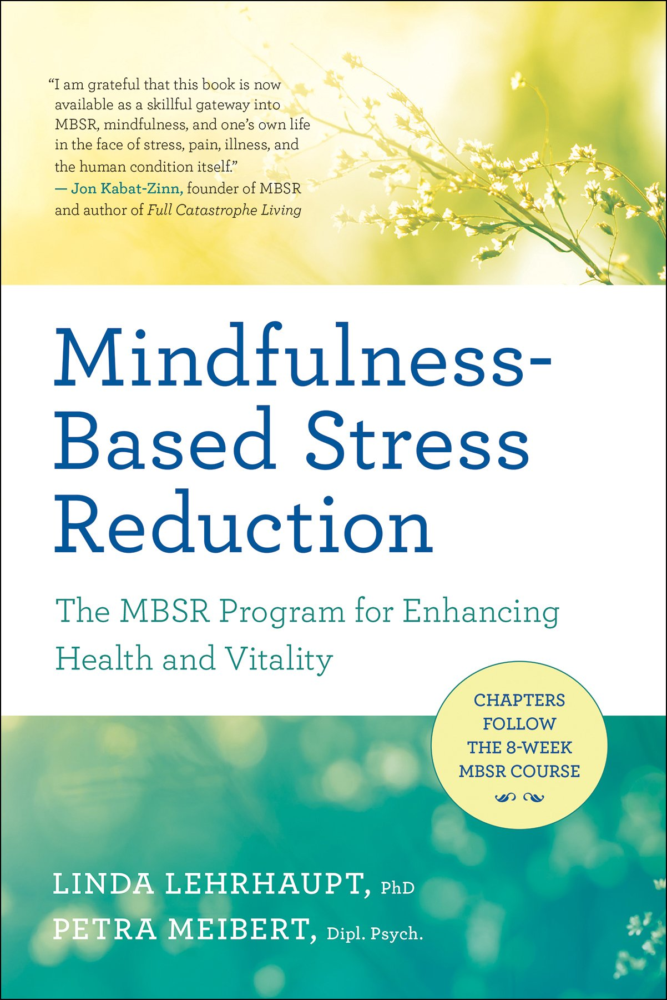 “I am grateful that this book is now
available as a skillful gateway into
MBSR, mindfulness, and one’s own life
in the face of stress, pain, illness, and
the human condition itself.”
— Jon Kabat-Zinn, founder of MBSR
and author of Full Catastrophe Living
Mindfulness-
Based Stress
Reduction
The MBSR Program for Enhancing
Health and Vitality
CHAPTERS
FOLLOW
THE 8-WEEK
MBSR COURSE
LINDA LEHRHAUPT, PhD
PETRA MEIBERT, Dipl. Psych.